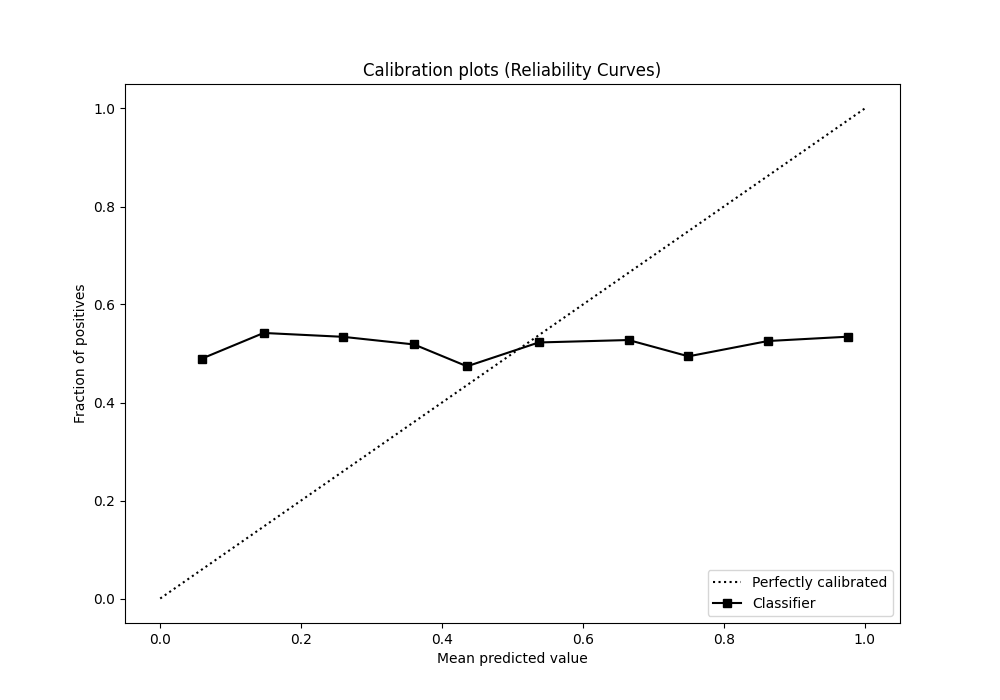 Calibration plots (Reliability Curves)
1.0
0.8
0.6
0.4
0.2
0.0
Fraction of positives
Perfectly calibrated
Classifier
0.0 0.2 0.4 0.6 0.8 1.0
Mean predicted value